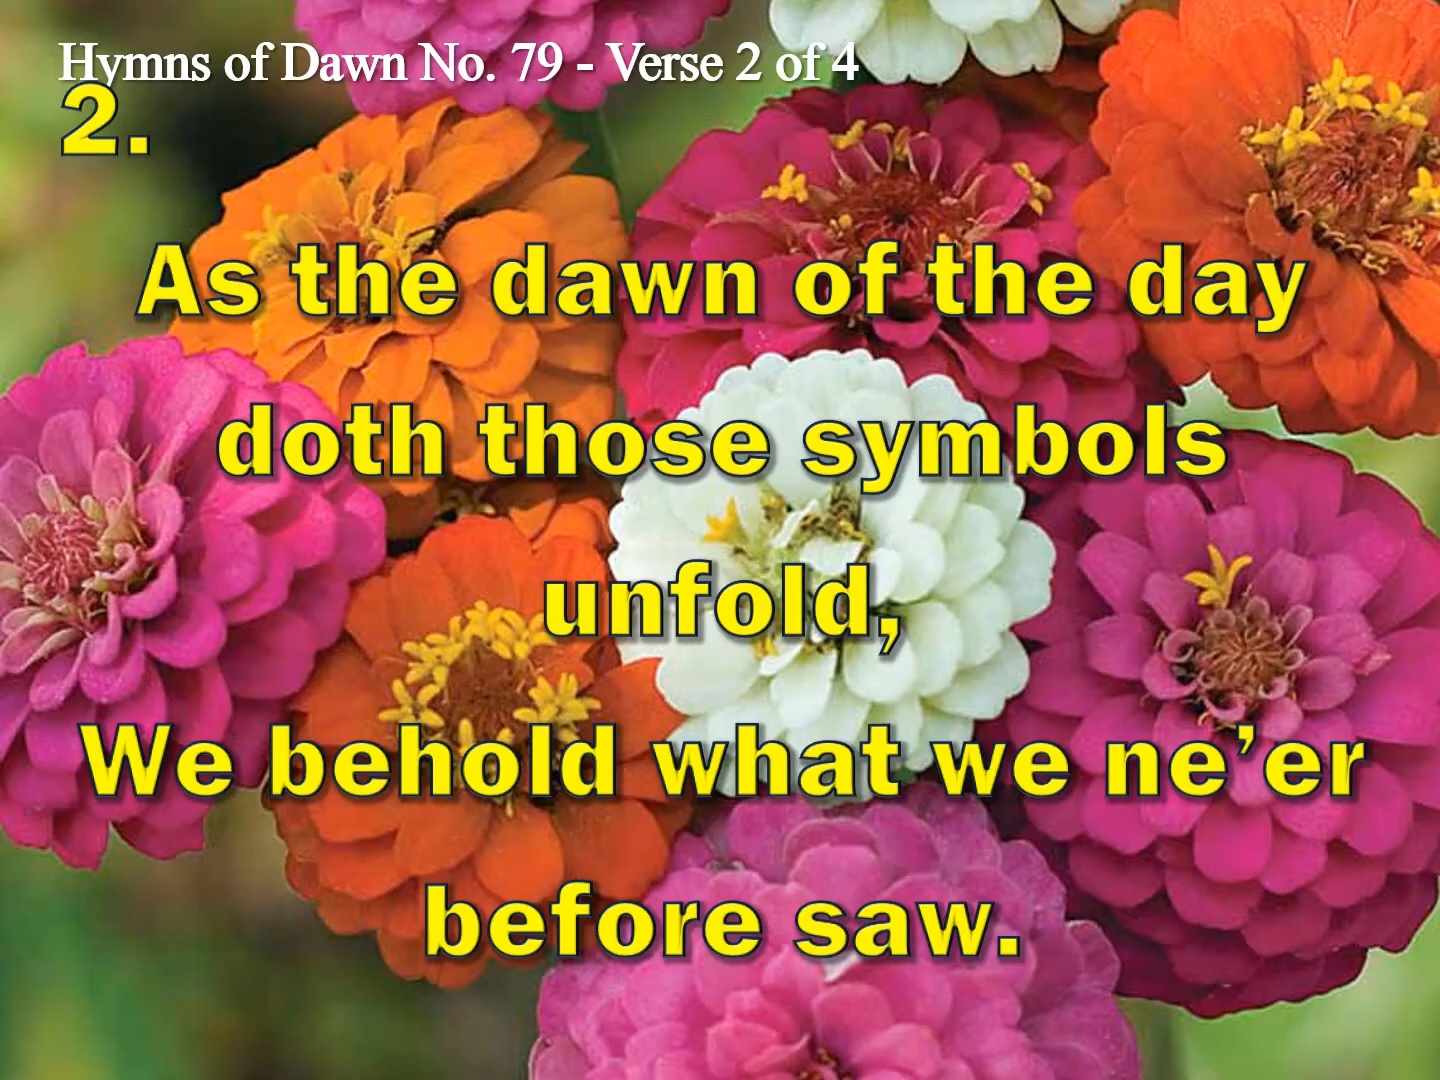 Hymns of Dawn No. 79 - Verse 2 of 4
2.
As the dawn of the day
doth those symbols
unfold,
We behold what we ne’er
before saw.